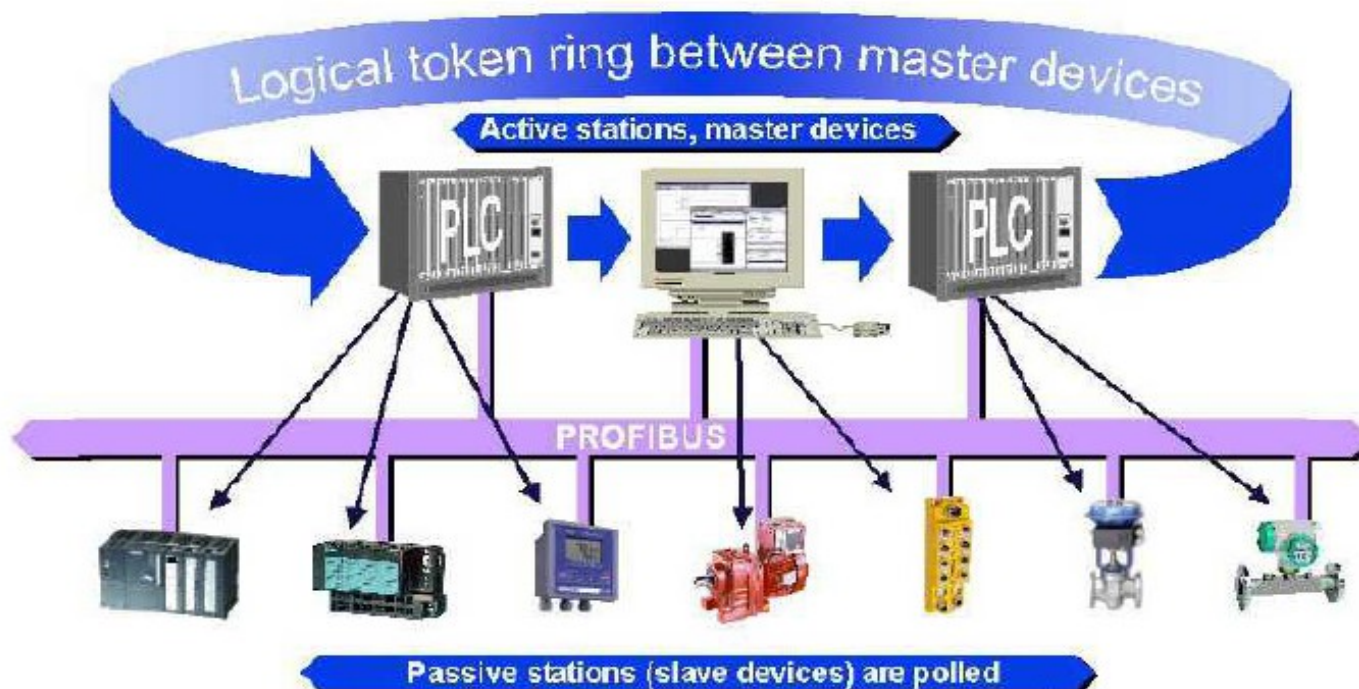 Logical token ring between master devices
Active stations, master devices
PLC
PLC
PROFIBUS
Passive stations (slave devices) are polled